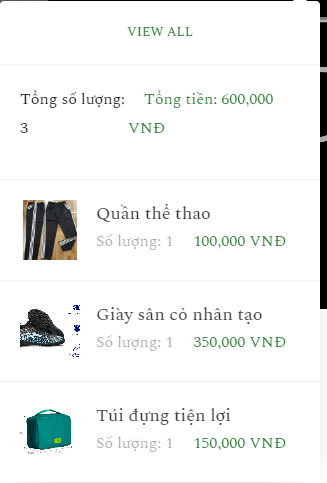 VIEW ALL
Tổng số lượng: Tổng tiền: 600,000
3 VNĐ
Quần thể thao
Số lượng: 1 100,000 VNĐ
Giày sân cỏ nhân tạo
Số lượng: 1 350,000 VNĐ
Túi đựng tiện lợi
Số lượng: 1 150,000 VNĐ